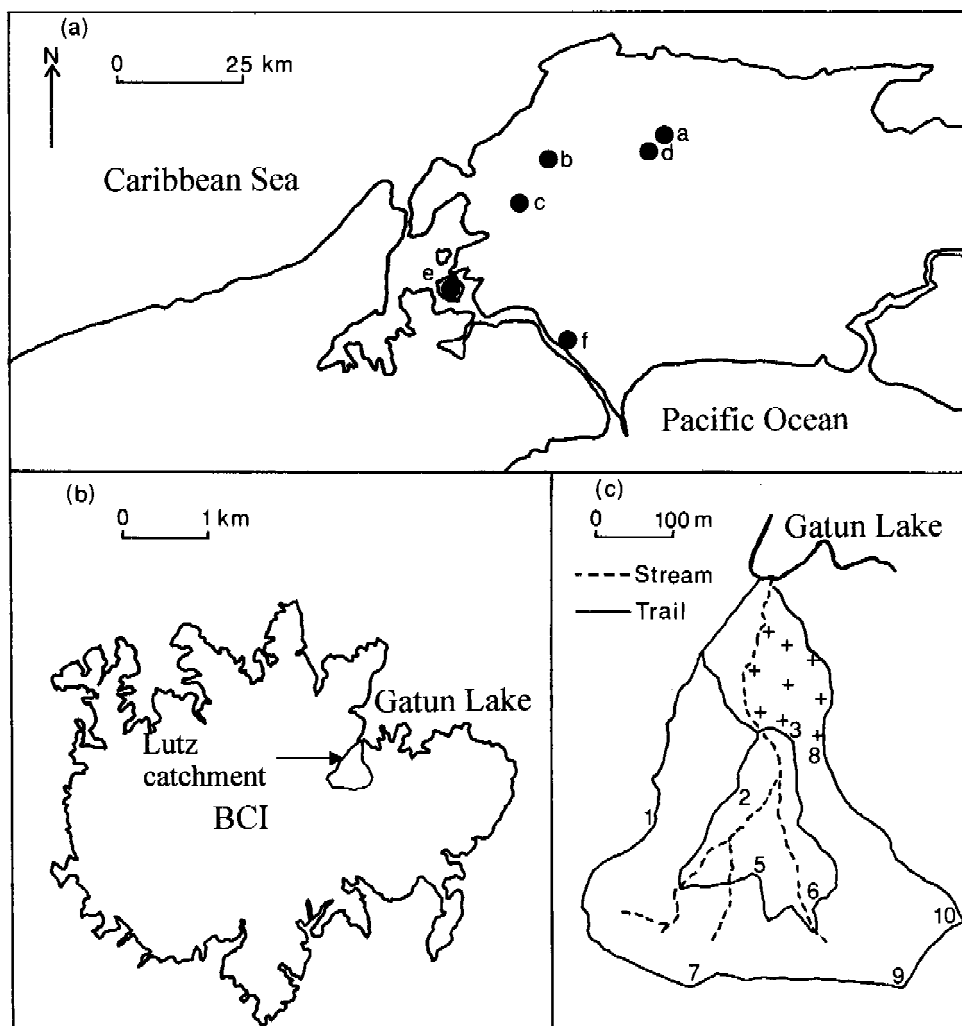 (a)
N
0 25 km
Caribbean Sea
a
d
b
c
e
f
Pacific Ocean
(b)
0 1 km
Gatun Lake
Lutz
catchment
BCI
(c)
0 100 m
Gatun Lake
Stream
Trail
3
8
2
1
5
6
10
7
9